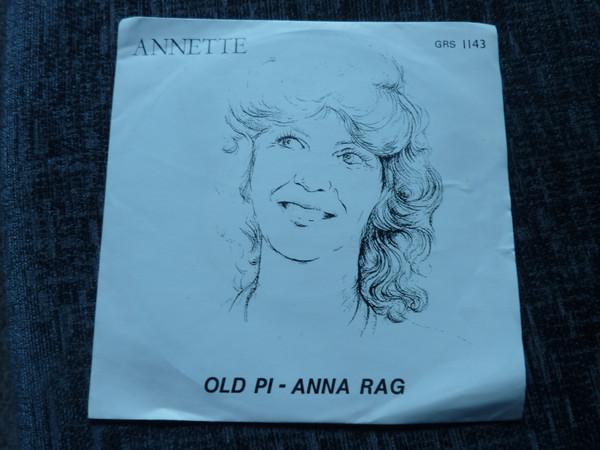 ANNETTE
GRS 1143
OLD PI - ANNA RAG